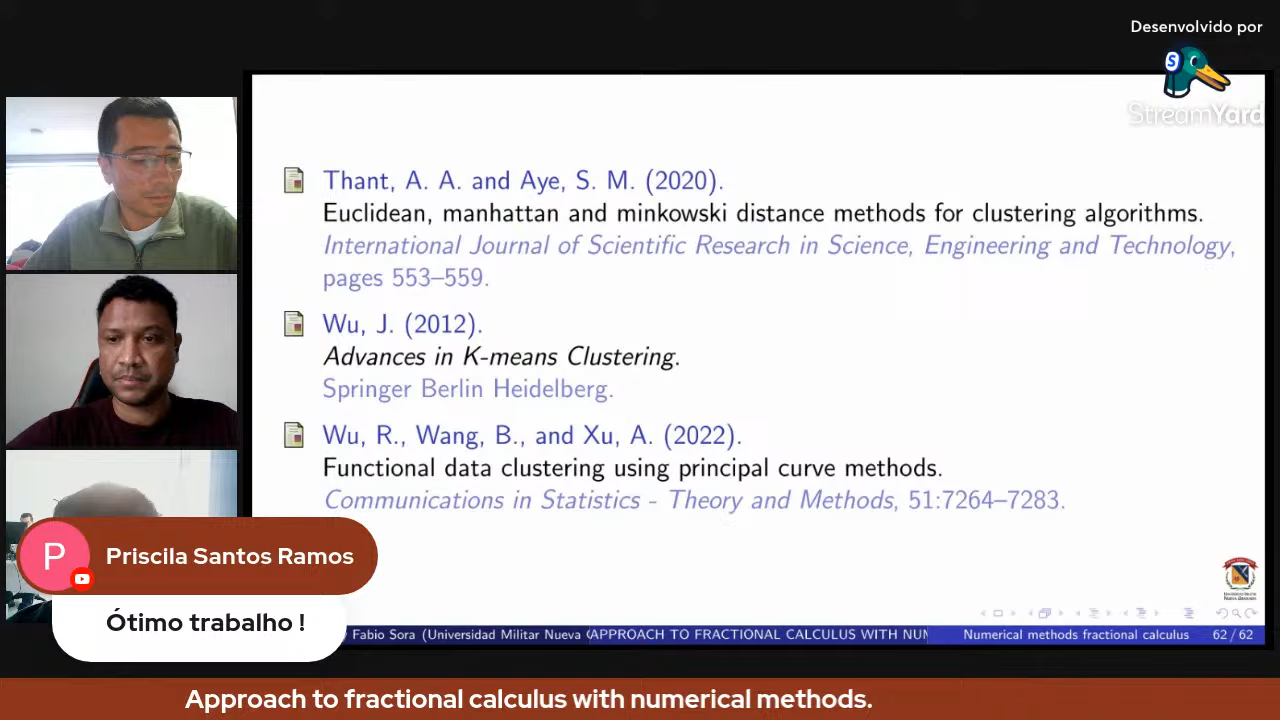 Desenvolvido por
StreamYard
Thant, A. A. and Aye, S. M. (2020).
Euclidean, manhattan and minkowski distance methods for clustering algorithms.
International Journal of Scientific Research in Science, Engineering and Technology,
pages 553–559.
Wu, J. (2012).
Advances in K-means Clustering.
Springer Berlin Heidelberg.
Wu, R., Wang, B., and Xu, A. (2022).
Functional data clustering using principal curve methods.
Communications in Statistics - Theory and Methods, 51:7264–7283.
P
Priscila Santos Ramos
Ótimo trabalho !
Fabio Sora (Universidad Militar Nueva
APPROACH TO FRACTIONAL CALCULUS WITH
Numerical methods fractional calculus
62 / 62
Approach to fractional calculus with numerical methods.